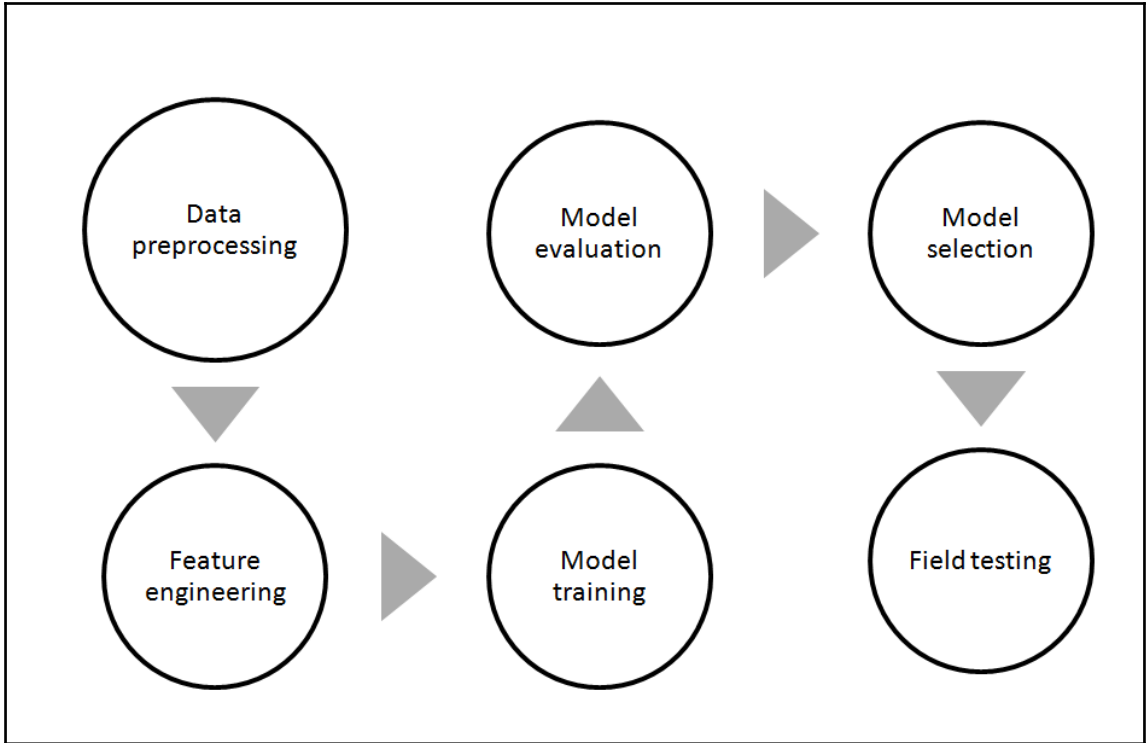 Data
preprocessing
Feature
engineering
Model
training
Model
evaluation
Model
selection
Field testing